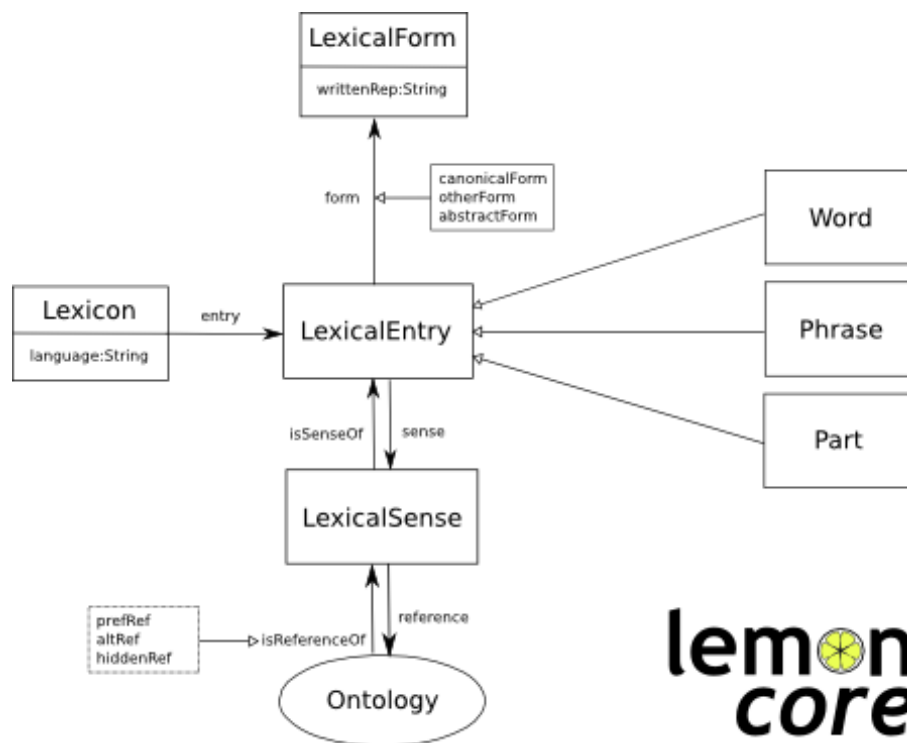 LexicalForm
writtenRep:String
form
canonicalForm
otherForm
abstractForm
Word
Lexicon
language:String
entry
LexicalEntry
Phrase
isSenseOf
sense
Part
LexicalSense
prefRef
altRef
hiddenRef
isReferenceOf
reference
Ontology
lemon
core